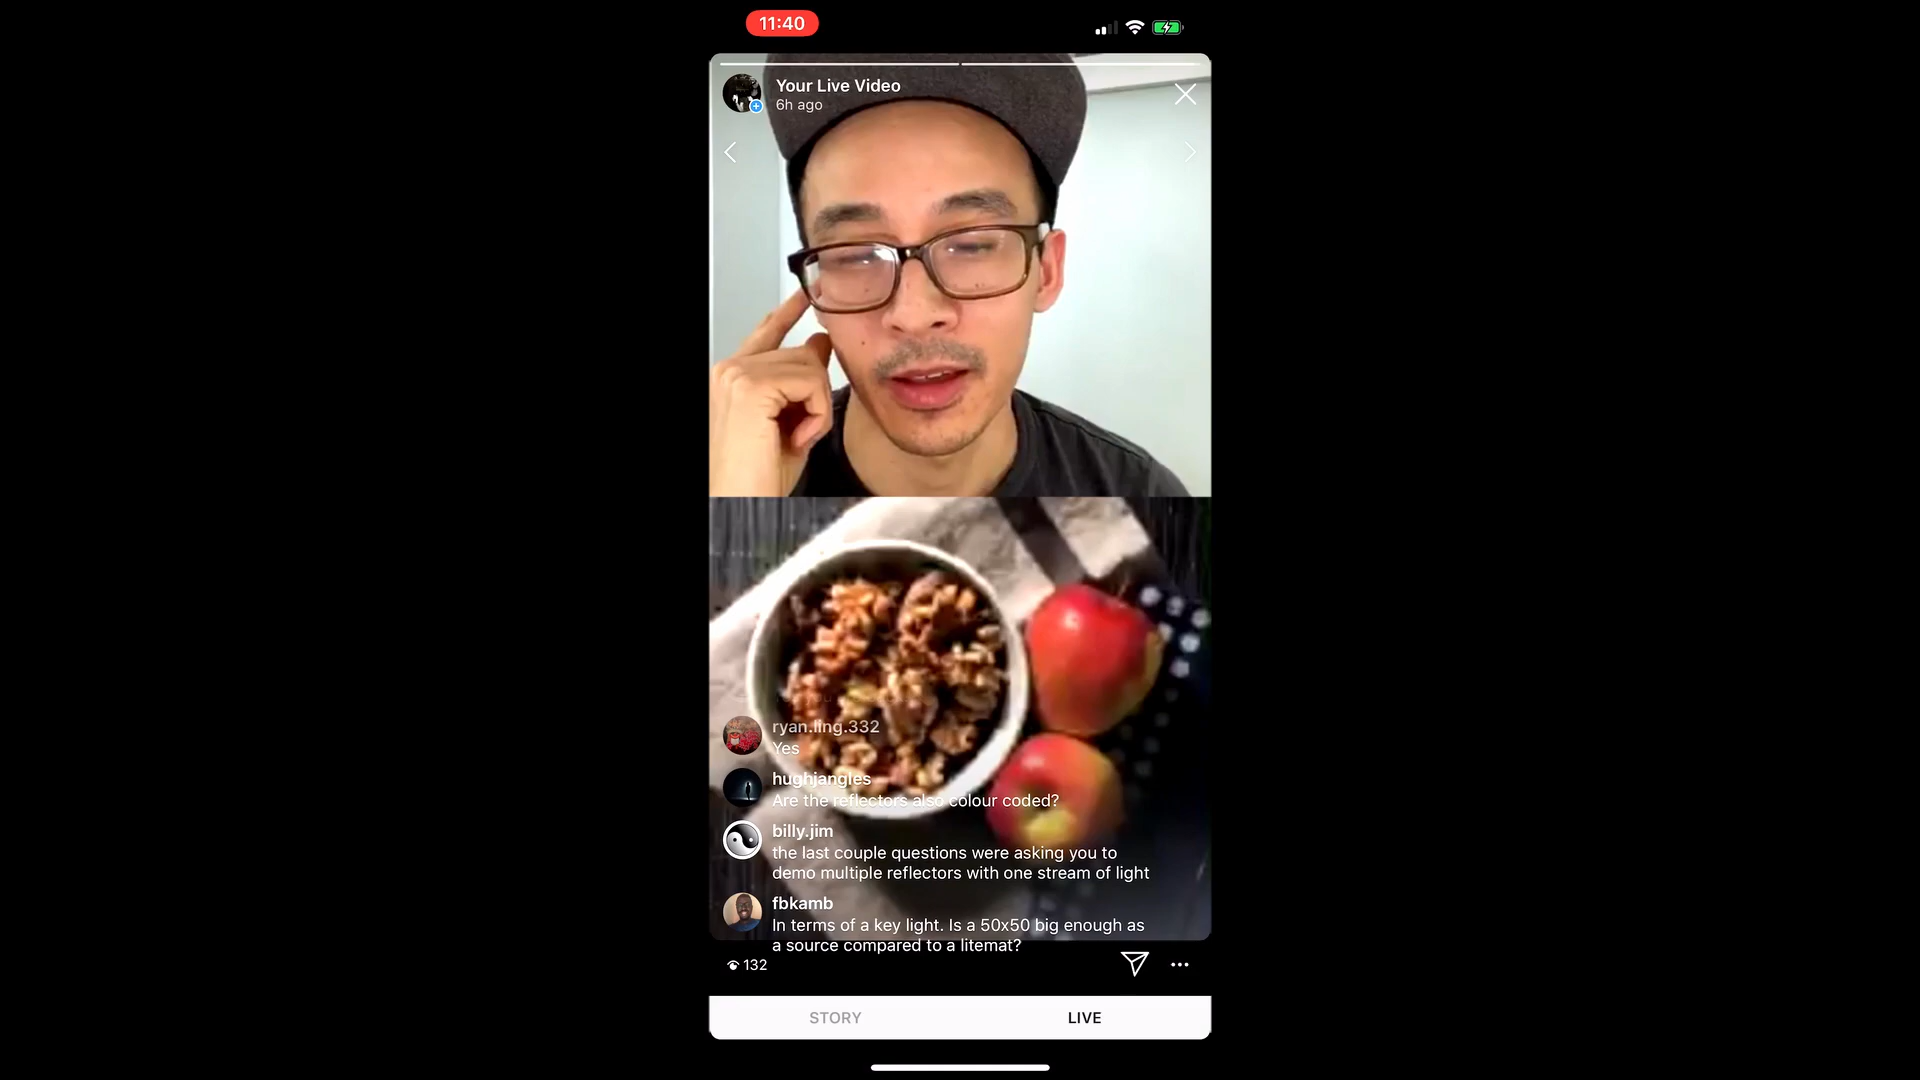 11:40
Your Live Video
6h ago
ryan.ling.332
Yes
hughjangles
Are the reflectors also colour coded?
billy.jim
the last couple questions were asking you to
demo multiple reflectors with one stream of light
fbkamb
In terms of a key light. Is a 50x50 big enough as
a source compared to a litemat?
132
STORY
LIVE